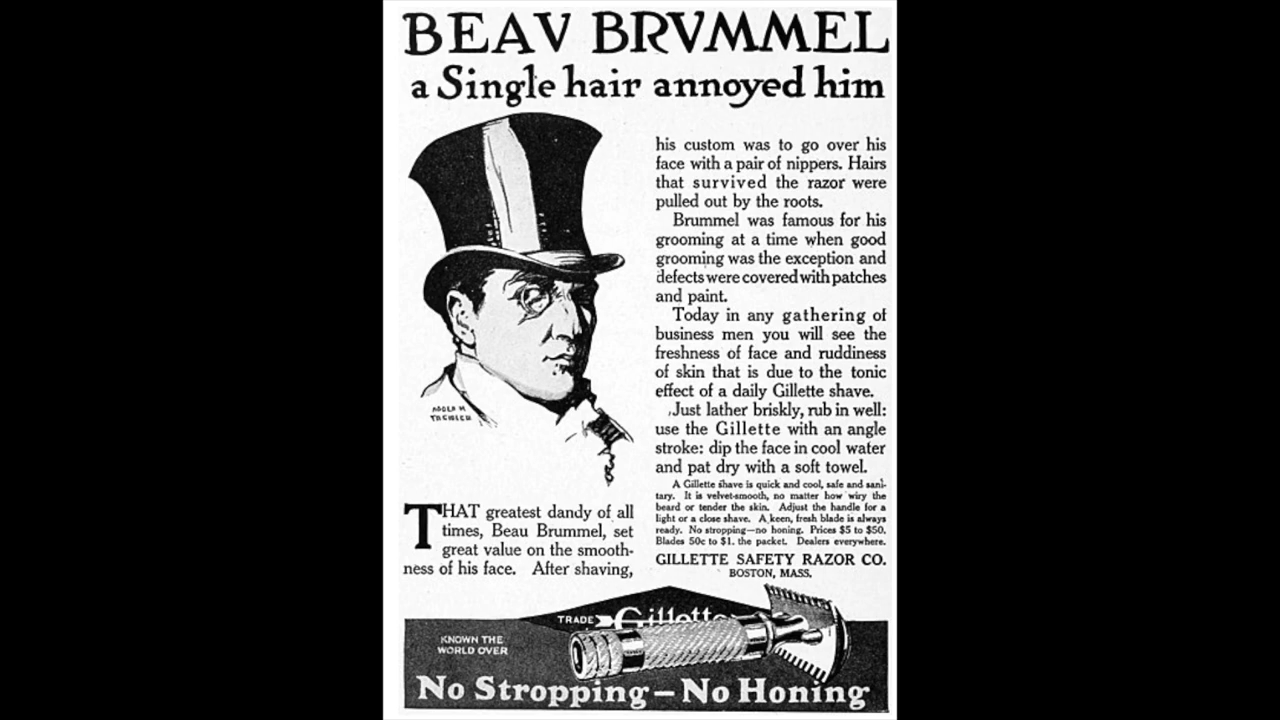 BEAV BRVMMEL
a Single hair annoyed him
ADOLPH
TREIDLER
THAT greatest dandy of all
times, Beau Brummel, set
great value on the smooth-
ness of his face. After shaving,
his custom was to go over his
face with a pair of nippers. Hairs
that survived the razor were
pulled out by the roots.
Brummel was famous for his
grooming at a time when good
grooming was the exception and
defects were covered with patches
and paint.
Today in any gathering of
business men you will see the
freshness of face and ruddiness
of skin that is due to the tonic
effect of a daily Gillette shave.
Just lather briskly, rub in well:
use the Gillette with an angle
stroke: dip the face in cool water
and pat dry with a soft towel.
A Gillette shave is quick and cool, safe and sani-
tary. It is velvet-smooth, no matter how wiry the
beard or tender the skin. Adjust the handle for a
light or a close shave. A keen, fresh blade is always
ready. No stropping—no honing. Prices $5 to $50.
Blades 50c to $1. the packet. Dealers everywhere.
GILLETTE SAFETY RAZOR CO.
BOSTON, MASS.
TRADE Gillette
KNOWN THE
WORLD OVER
No Stropping—No Honing